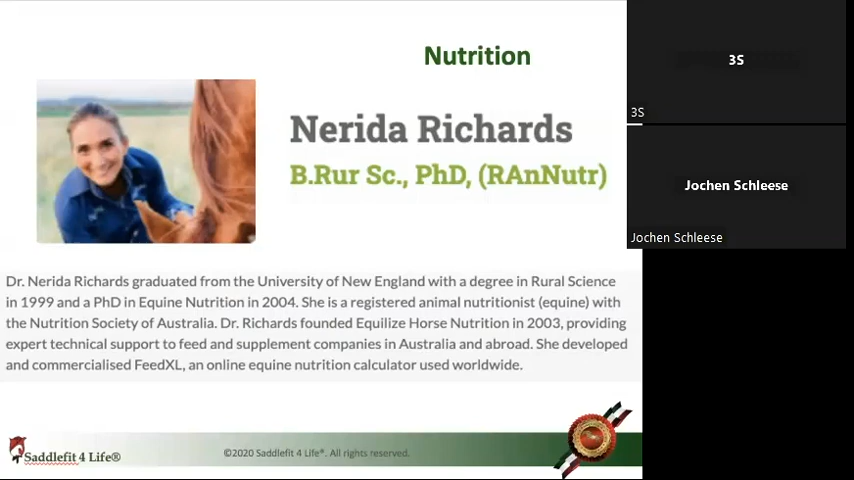 Nutrition
Nerida Richards
B.Rur Sc., PhD, (RAnNutr)
Dr. Nerida Richards graduated from the University of New England with a degree in Rural Science
in 1999 and a PhD in Equine Nutrition in 2004. She is a registered animal nutritionist (equine) with
the Nutrition Society of Australia. Dr. Richards founded Equilize Horse Nutrition in 2003, providing
expert technical support to feed and supplement companies in Australia and abroad. She developed
and commercialised FeedXL, an online equine nutrition calculator used worldwide.
Saddlefit 4 Life®
©2020 Saddlefit 4 Life®. All rights reserved.
3S
3S
Jochen Schleese
Jochen Schleese